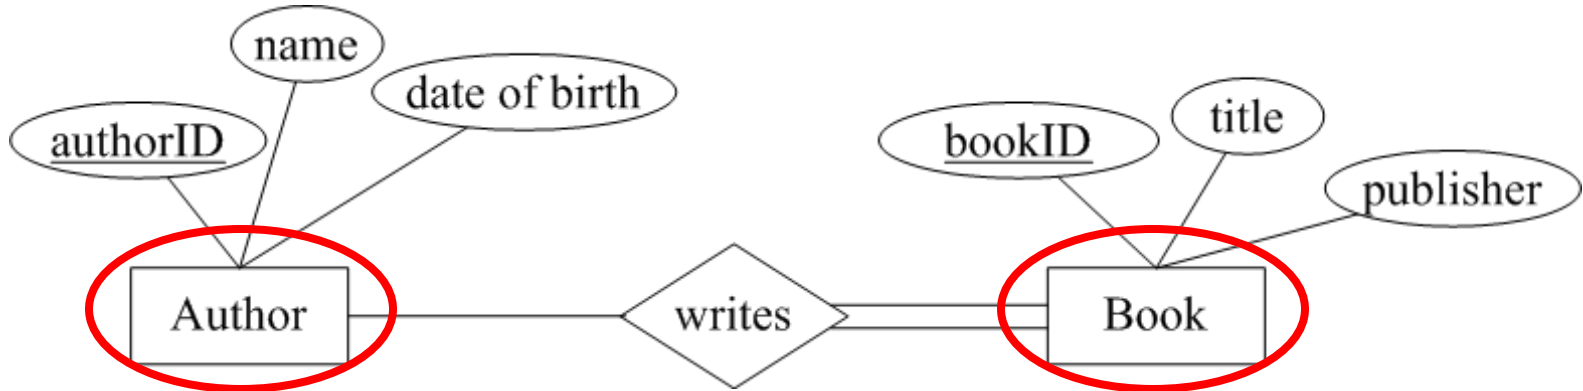 name
date of birth
authorID
title
bookID
publisher
Author
writes
Book